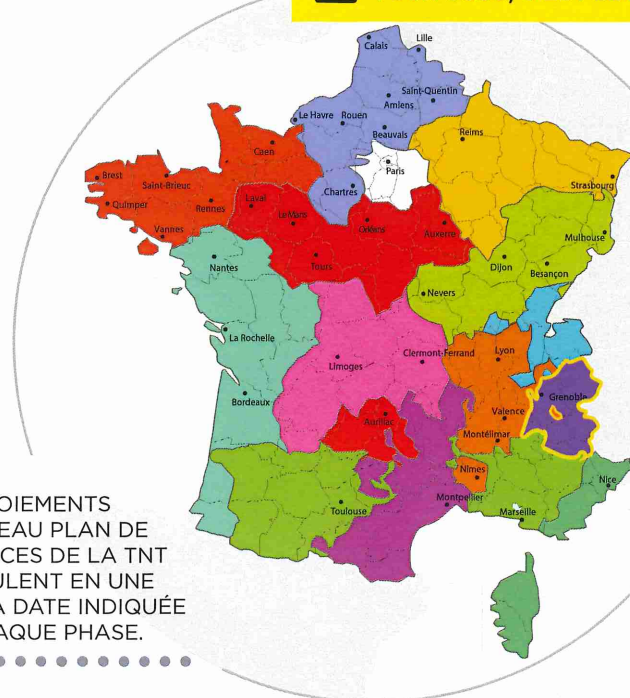 Calais
Lille
Saint-Quentin
Amiens
Le Havre
Rouen
Beauvais
Reims
Caen
Paris
Brest
Saint-Brieuc
Chartres
Strasbourg
Quimper
Rennes
Laval
Le Mans
Orléans
Auxerre
Vannes
Mulhouse
Nantes
Tours
Dijon
Besançon
Nevers
La Rochelle
Limoges
Clermont-Ferrand
Lyon
Bordeaux
Grenoble
Aurillac
Valence
Montélimar
Nîmes
Nice
Toulouse
Montpellier
Marseille
OIEMENTS
EAU PLAN DE
CES DE LA TNT
ULENT EN UNE
A DATE INDIQUÉE
AQUE PHASE.